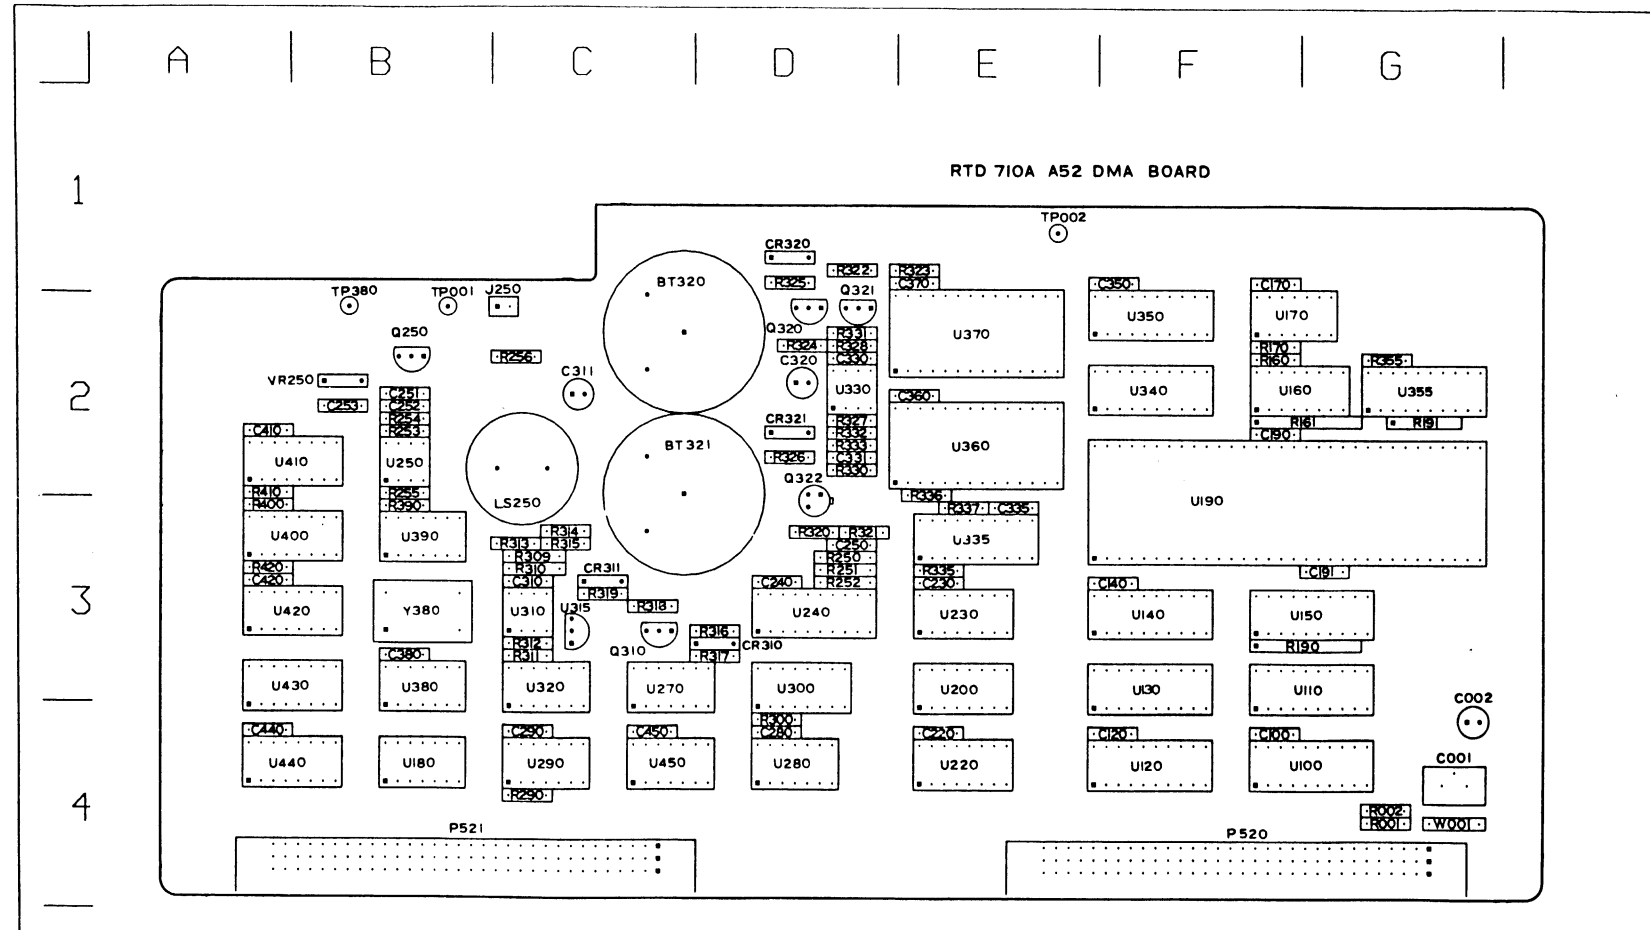 A B C D E F G
1
RTD 710A A52 DMA BOARD
TP002
CR320
R322 R323
BT320 R325 C370 C350 C170
TP380 TP001 J250 Q321
U370 U350 U170
Q250 Q320 R331
R324 R328 R170
R256 C320 C330 R160 R355
VR250 C311
2
C251 U330 U340 U160 U355
C253 C252 C360
R254 CR321 R327 R161 R191
C410 R253 R332 C190
BT321 R333 U360
U410 U250 R326 C331
R330
Q322
R410 R255 R336
R400 R390 LS250 U190
R337 C335
U400 U390 R314 R320 R321
R313 R315 C250 U335
R309 R250
R420 R310 CR311 R251 R335 C191
C420 C310 C240 R252 C230 C140
R319
3
U420 Y380 U310 U315 R318 U240 U230 U140 U150
R316
R312 CR310 R190
C380 R311 Q310 R317
U430 U380 U320 U270 U300 U200 U130 U110
C002
R300
C440 C290 C450 C280 C220 C120 C100
U440 U180 U290 U450 U280 U220 U120 U100 C001
R290
4
R002
R001 W001
P521 P520